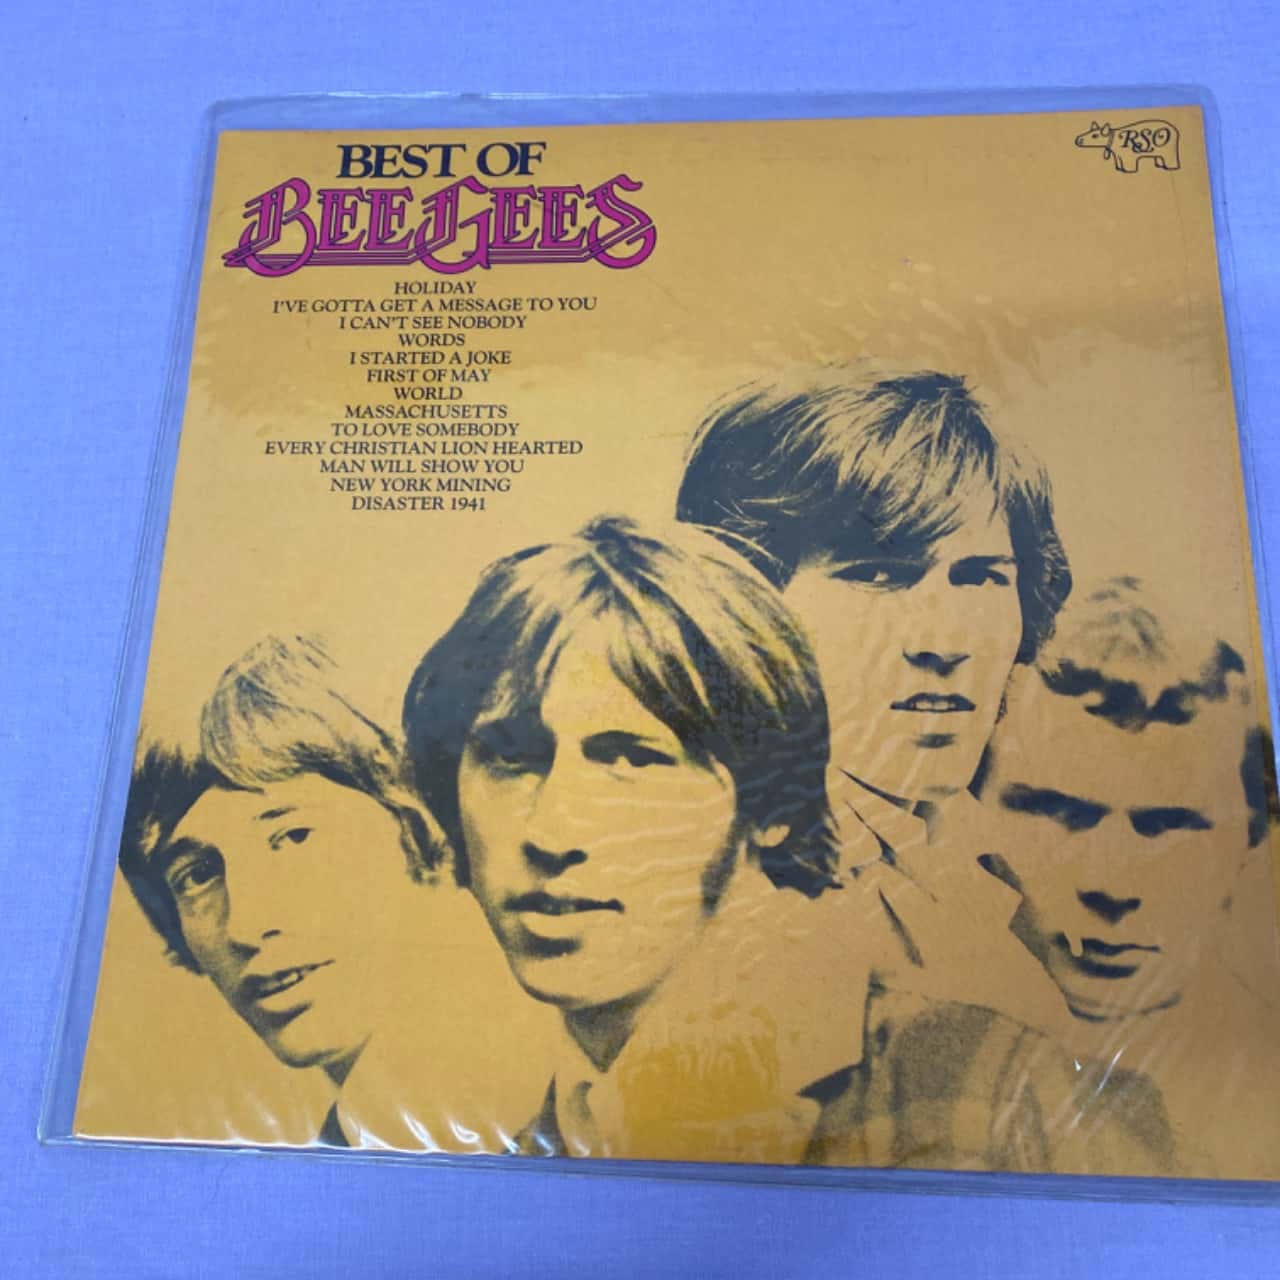 BEST OF
BEE GEES
RSO
HOLIDAY
I'VE GOTTA GET A MESSAGE TO YOU
I CAN'T SEE NOBODY
WORDS
I STARTED A JOKE
FIRST OF MAY
WORLD
MASSACHUSETTS
TO LOVE SOMEBODY
EVERY CHRISTIAN LION HEARTED
MAN WILL SHOW YOU
NEW YORK MINING
DISASTER 1941